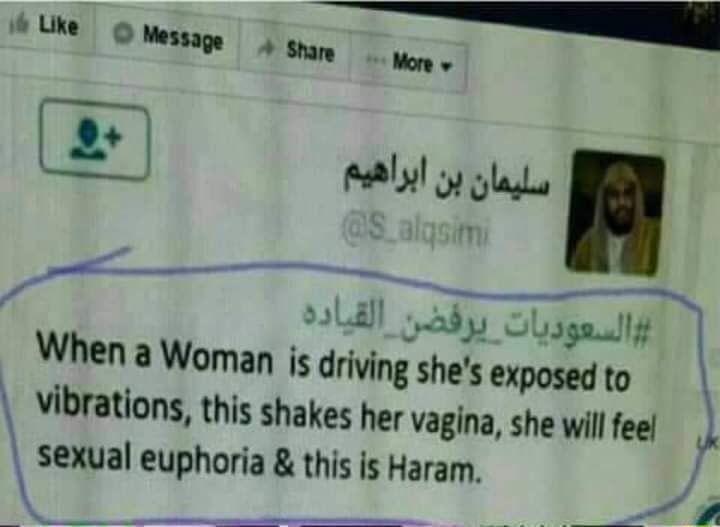 Like Message Share More
سليمان بن ابراهيم
@S_alqsimi
#السعوديات_يرفضن_القياده
When a Woman is driving she's exposed to
vibrations, this shakes her vagina, she will feel
sexual euphoria & this is Haram.
UK